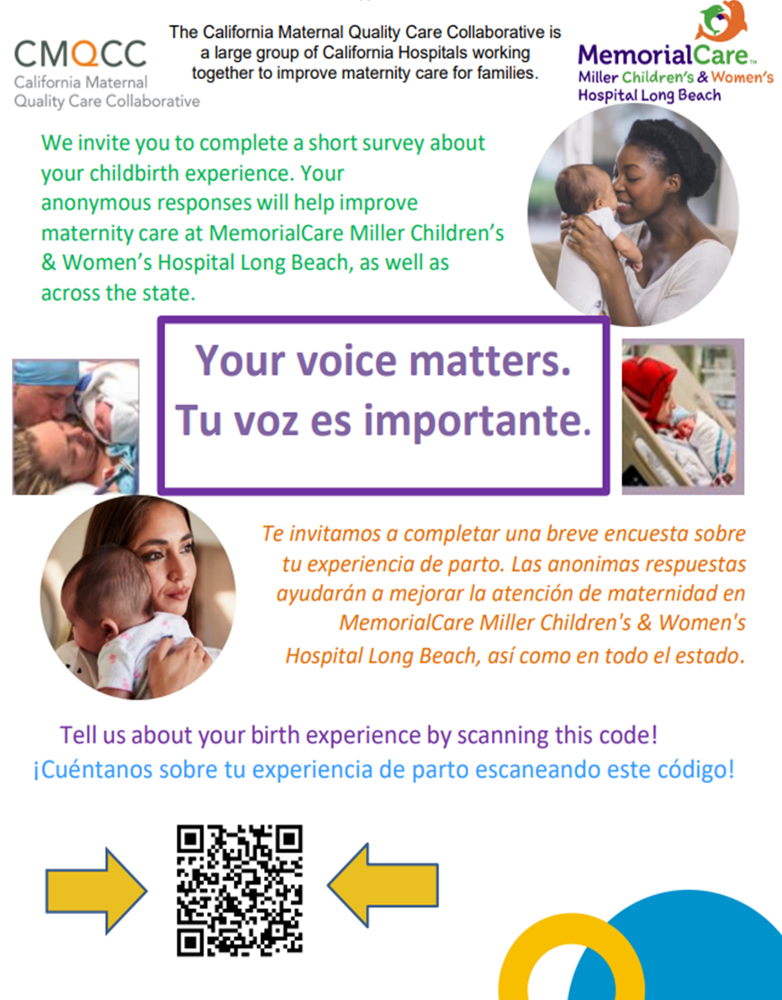 The California Maternal Quality Care Collaborative is
a large group of California Hospitals working
together to improve maternity care for families.
CMQCC
California Maternal
Quality Care Collaborative
MemorialCare™
Miller Children's & Women's
Hospital Long Beach
We invite you to complete a short survey about
your childbirth experience. Your
anonymous responses will help improve
maternity care at MemorialCare Miller Children’s
& Women’s Hospital Long Beach, as well as
across the state.
Your voice matters.
Tu voz es importante.
Te invitamos a completar una breve encuesta sobre
tu experiencia de parto. Las anonimas respuestas
ayudarán a mejorar la atención de maternidad en
MemorialCare Miller Children's & Women's
Hospital Long Beach, así como en todo el estado.
Tell us about your birth experience by scanning this code!
¡Cuéntanos sobre tu experiencia de parto escaneando este código!